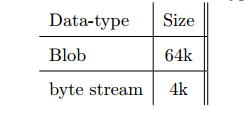 Data-type Size
Blob 64k
byte stream 4k